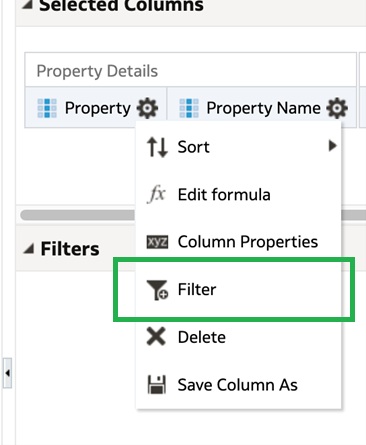 Selected Columns
Property Details
Property Property Name
Sort
fx Edit formula
xyz Column Properties
Filters
Filter
Delete
Save Column As